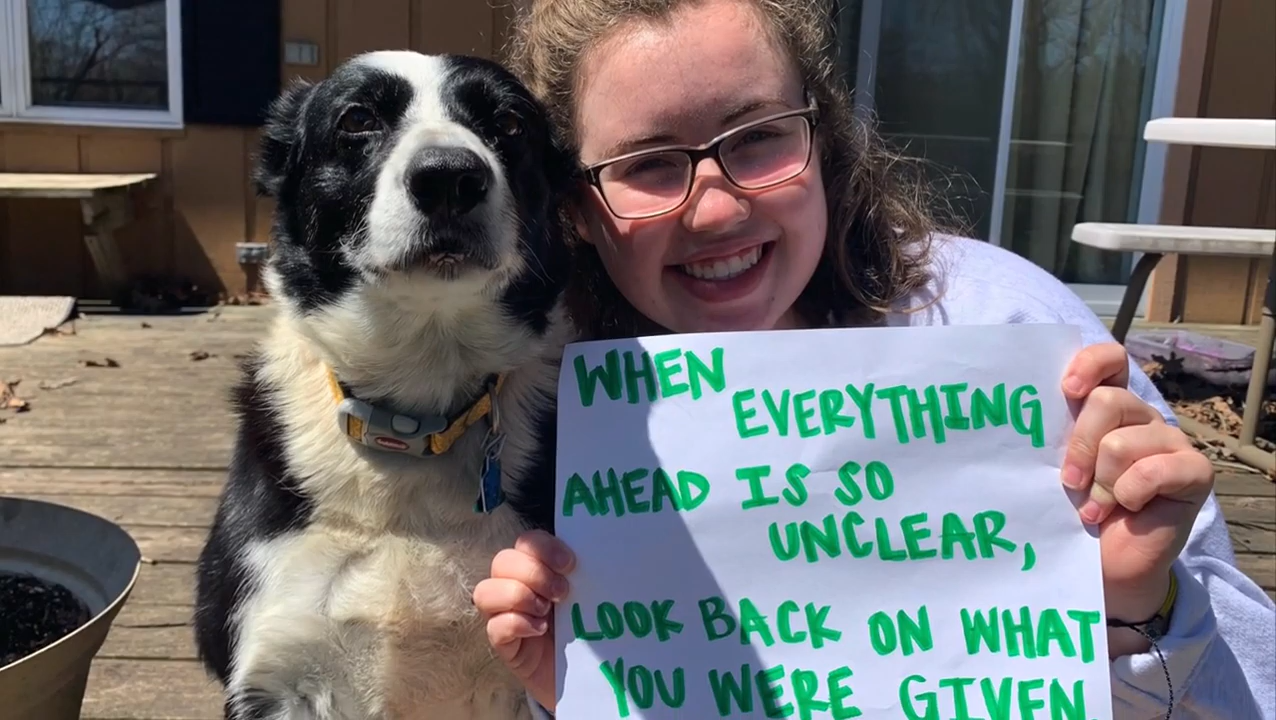 WHEN
EVERYTHING
AHEAD IS SO
UNCLEAR,
LOOK BACK ON WHAT
YOU WERE GIVEN.